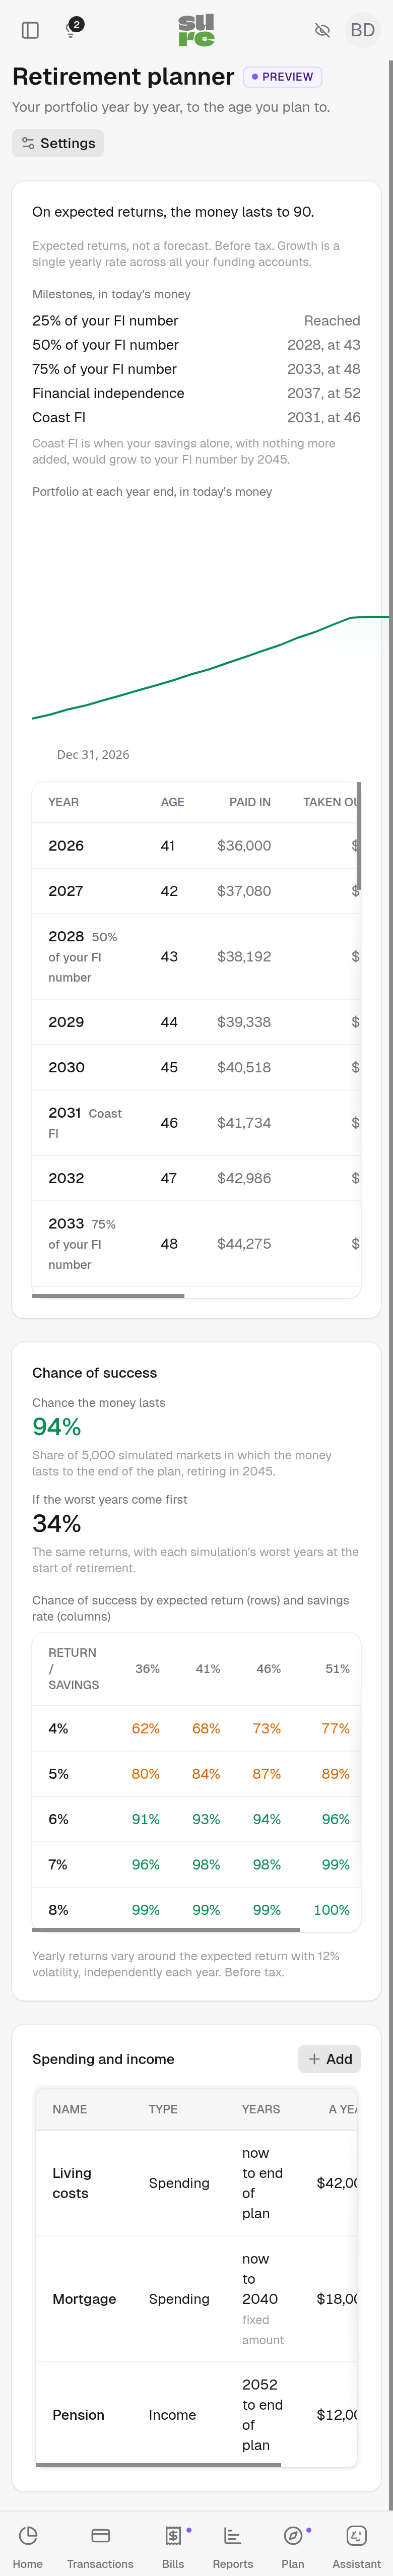 2
sure
BD
Retirement planner PREVIEW
Your portfolio year by year, to the age you plan to.
Settings
On expected returns, the money lasts to 90.
Expected returns, not a forecast. Before tax. Growth is a
single yearly rate across all your funding accounts.
Milestones, in today's money
25% of your FI number Reached
50% of your FI number 2028, at 43
75% of your FI number 2033, at 48
Financial independence 2037, at 52
Coast FI 2031, at 46
Coast FI is when your savings alone, with nothing more
added, would grow to your FI number by 2045.
Portfolio at each year end, in today's money
Dec 31, 2026
YEAR AGE PAID IN TAKEN OU
2026 41 $36,000 $
2027 42 $37,080 $
2028 50%
of your FI
number
43 $38,192 $
2029 44 $39,338 $
2030 45 $40,518 $
2031 Coast
FI
46 $41,734 $
2032 47 $42,986 $
2033 75%
of your FI
number
48 $44,275 $
Chance of success
Chance the money lasts
94%
Share of 5,000 simulated markets in which the money
lasts to the end of the plan, retiring in 2045.
If the worst years come first
34%
The same returns, with each simulation's worst years at the
start of retirement.
Chance of success by expected return (rows) and savings
rate (columns)
RETURN
/
SAVINGS
36% 41% 46% 51%
4% 62% 68% 73% 77%
5% 80% 84% 87% 89%
6% 91% 93% 94% 96%
7% 96% 98% 98% 99%
8% 99% 99% 99% 100%
Yearly returns vary around the expected return with 12%
volatility, independently each year. Before tax.
Spending and income
Add
NAME TYPE YEARS A YEA
Living
costs
Spending
now
to end
of
plan
$42,00
Mortgage
Spending
now
to
2040
fixed
amount
$18,00
Pension
Income
2052
to end
of
plan
$12,00
Home Transactions Bills Reports Plan Assistant